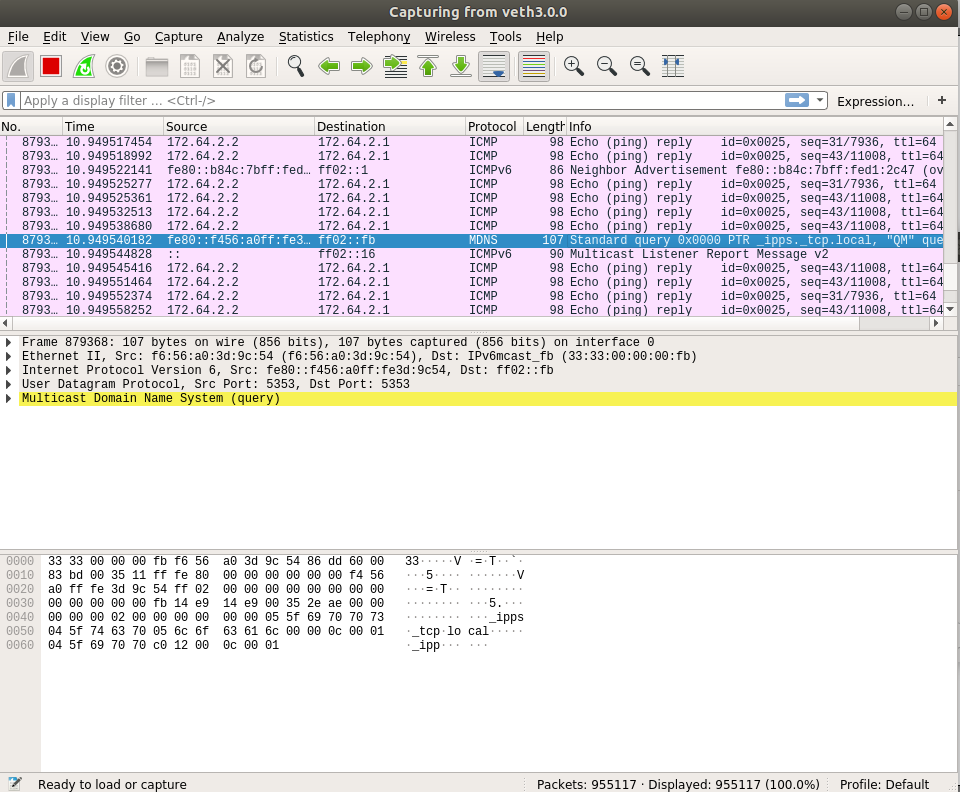 Capturing from veth3.0.0
File Edit View Go Capture Analyze Statistics Telephony Wireless Tools Help
Apply a display filter … <Ctrl-/> Expression… +
No. Time Source Destination Protocol Length Info
8793… 10.949517454 172.64.2.2 172.64.2.1 ICMP 98 Echo (ping) reply id=0x0025, seq=31/7936, ttl=64
8793… 10.949518992 172.64.2.2 172.64.2.1 ICMP 98 Echo (ping) reply id=0x0025, seq=43/11008, ttl=64
8793… 10.949522141 fe80::b84c:7bff:fed… ff02::1 ICMPv6 86 Neighbor Advertisement fe80::b84c:7bff:fed1:2c47 (ov
8793… 10.949525277 172.64.2.2 172.64.2.1 ICMP 98 Echo (ping) reply id=0x0025, seq=31/7936, ttl=64
8793… 10.949525361 172.64.2.2 172.64.2.1 ICMP 98 Echo (ping) reply id=0x0025, seq=43/11008, ttl=64
8793… 10.949532513 172.64.2.2 172.64.2.1 ICMP 98 Echo (ping) reply id=0x0025, seq=43/11008, ttl=64
8793… 10.949538680 172.64.2.2 172.64.2.1 ICMP 98 Echo (ping) reply id=0x0025, seq=43/11008, ttl=64
8793… 10.949540182 fe80::f456:a0ff:fe3… ff02::fb MDNS 107 Standard query 0x0000 PTR _ipps._tcp.local, "QM" que
8793… 10.949544828 :: ff02::16 ICMPv6 90 Multicast Listener Report Message v2
8793… 10.949545416 172.64.2.2 172.64.2.1 ICMP 98 Echo (ping) reply id=0x0025, seq=43/11008, ttl=64
8793… 10.949551464 172.64.2.2 172.64.2.1 ICMP 98 Echo (ping) reply id=0x0025, seq=43/11008, ttl=64
8793… 10.949552374 172.64.2.2 172.64.2.1 ICMP 98 Echo (ping) reply id=0x0025, seq=31/7936, ttl=64
8793… 10.949558252 172.64.2.2 172.64.2.1 ICMP 98 Echo (ping) reply id=0x0025, seq=43/11008, ttl=64
Frame 879368: 107 bytes on wire (856 bits), 107 bytes captured (856 bits) on interface 0
Ethernet II, Src: f6:56:a0:3d:9c:54 (f6:56:a0:3d:9c:54), Dst: IPv6mcast_fb (33:33:00:00:00:fb)
Internet Protocol Version 6, Src: fe80::f456:a0ff:fe3d:9c54, Dst: ff02::fb
User Datagram Protocol, Src Port: 5353, Dst Port: 5353
Multicast Domain Name System (query)
0000 33 33 00 00 00 fb f6 56 a0 3d 9c 54 86 dd 60 00 33·····V ·=·T··`·
0010 83 bd 00 35 11 ff fe 80 00 00 00 00 00 00 f4 56 ···5···· ·······V
0020 a0 ff fe 3d 9c 54 ff 02 00 00 00 00 00 00 00 00 ···=·T·· ········
0030 00 00 00 00 00 fb 14 e9 14 e9 00 35 2e ae 00 00 ········ ···5.···
0040 00 00 00 02 00 00 00 00 00 00 05 5f 69 70 70 73 ········ ···_ipps
0050 04 5f 74 63 70 05 6c 6f 63 61 6c 00 00 0c 00 01 ·_tcp·lo cal·····
0060 04 5f 69 70 70 c0 12 00 0c 00 01 ·_ipp··· ···
Ready to load or capture Packets: 955117 · Displayed: 955117 (100.0%) Profile: Default